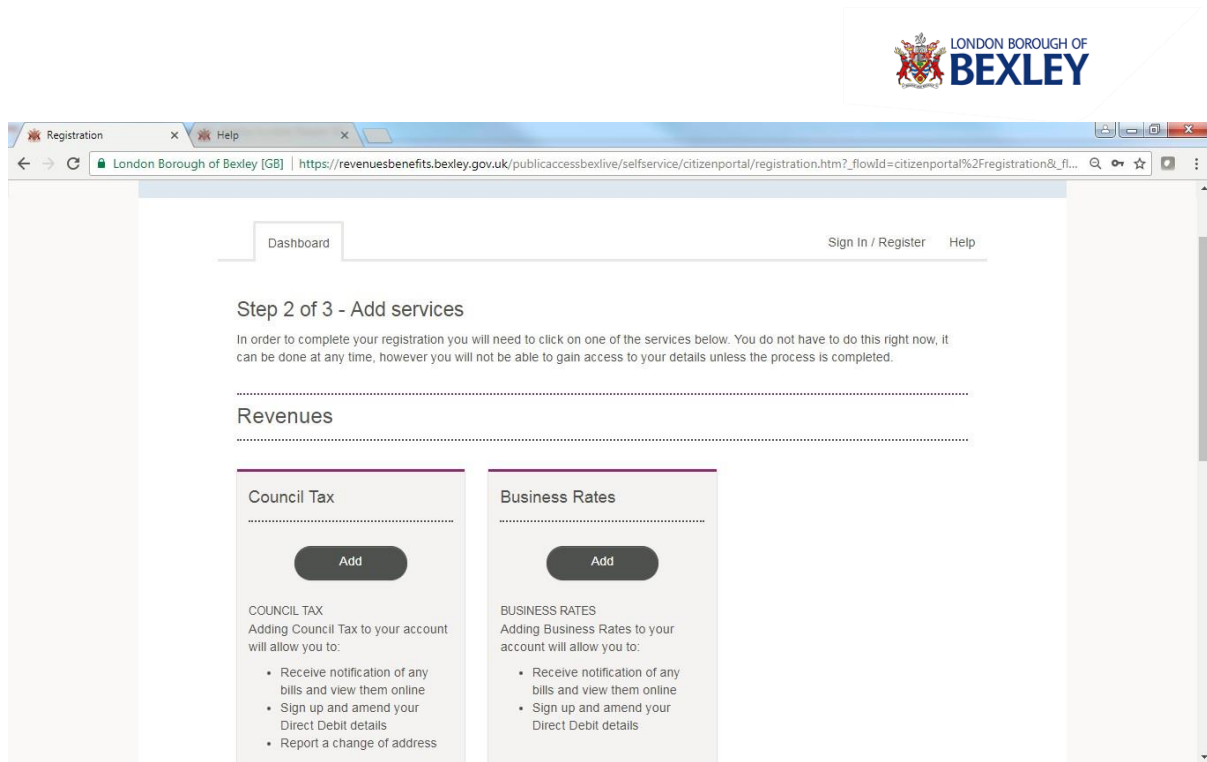 LONDON BOROUGH OF
BEXLEY
Registration
Help
London Borough of Bexley [GB] | https://revenuesbenefits.bexley.gov.uk/publicaccessbexlive/selfservice/citizenportal/registration.htm?_flowId=citizenportal%2Fregistration&_fl...
Dashboard
Sign In / Register Help
Step 2 of 3 - Add services
In order to complete your registration you will need to click on one of the services below. You do not have to do this right now, it
can be done at any time, however you will not be able to gain access to your details unless the process is completed.
Revenues
Council Tax
Add
COUNCIL TAX
Adding Council Tax to your account
will allow you to:
• Receive notification of any
bills and view them online
• Sign up and amend your
Direct Debit details
• Report a change of address
Business Rates
Add
BUSINESS RATES
Adding Business Rates to your
account will allow you to:
• Receive notification of any
bills and view them online
• Sign up and amend your
Direct Debit details